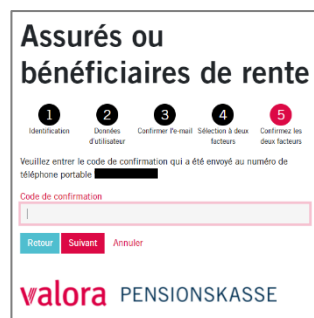 Assurés ou
bénéficiaires de rente
1 2 3 4 5
Identification Données Confirmer l'e-mail Sélection à deux Confirmez les
d'utilisateur facteurs deux facteurs
Veuillez entrer le code de confirmation qui a été envoyé au numéro de
téléphone portable
Code de confirmation
Retour Suivant Annuler
valora PENSIONSKASSE